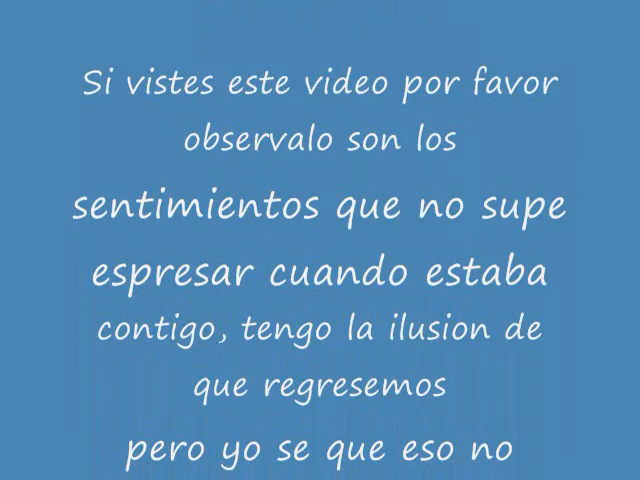 Si vistes este video por favor
observalo son los
sentimientos que no supe
espresar cuando estaba
contigo, tengo la ilusion de
que regresemos
pero yo se que eso no